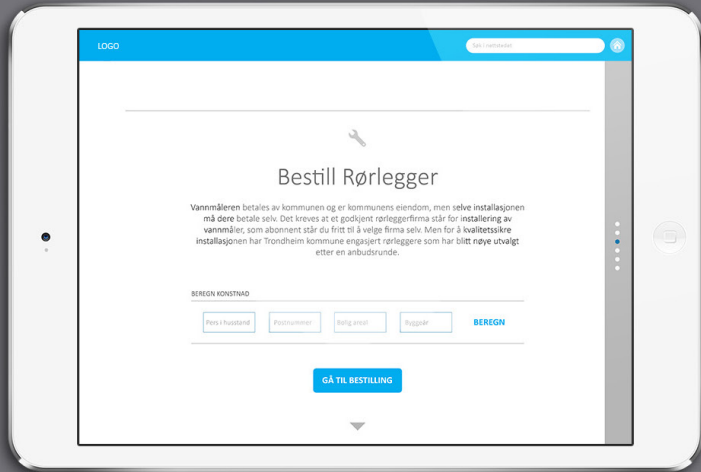 LOGO
Søk i nettstedet
Bestill Rørlegger
Vannmåleren betales av kommunen og er kommunens eiendom, men selve installasjonen
må dere betale selv. Det kreves at et godkjent rørleggerfirma står for installering av
vannmåler, som abonnent står du fritt til å velge firma selv. Men for å kvalitetssikre
installasjonen har Trondheim kommune engasjert rørleggere som har blitt nøye utvalgt
etter en anbudsrunde.
BEREGN KONSTNAD
Pers i husstand Postnummer Bolig areal Byggeår BEREGN
GÅ TIL BESTILLING